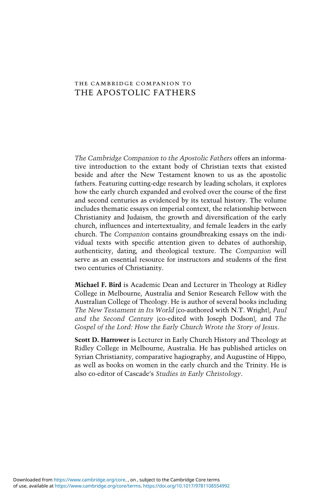 THE CAMBRIDGE COMPANION TO
THE APOSTOLIC FATHERS
The Cambridge Companion to the Apostolic Fathers offers an informa-
tive introduction to the extant body of Christian texts that existed
beside and after the New Testament known to us as the apostolic
fathers. Featuring cutting-edge research by leading scholars, it explores
how the early church expanded and evolved over the course of the first
and second centuries as evidenced by its textual history. The volume
includes thematic essays on imperial context, the relationship between
Christianity and Judaism, the growth and diversification of the early
church, influences and intertextuality, and female leaders in the early
church. The Companion contains groundbreaking essays on the indi-
vidual texts with specific attention given to debates of authorship,
authenticity, dating, and theological texture. The Companion will
serve as an essential resource for instructors and students of the first
two centuries of Christianity.
Michael F. Bird is Academic Dean and Lecturer in Theology at Ridley
College in Melbourne, Australia and Senior Research Fellow with the
Australian College of Theology. He is author of several books including
The New Testament in Its World [co-authored with N.T. Wright], Paul
and the Second Century [co-edited with Joseph Dodson], and The
Gospel of the Lord: How the Early Church Wrote the Story of Jesus.
Scott D. Harrower is Lecturer in Early Church History and Theology at
Ridley College in Melbourne, Australia. He has published articles on
Syrian Christianity, comparative hagiography, and Augustine of Hippo,
as well as books on women in the early church and the Trinity. He is
also co-editor of Cascade's Studies in Early Christology.
Downloaded from https://www.cambridge.org/core, , on , subject to the Cambridge Core terms
of use, available at https://www.cambridge.org/core/terms. https://doi.org/10.1017/9781108554992